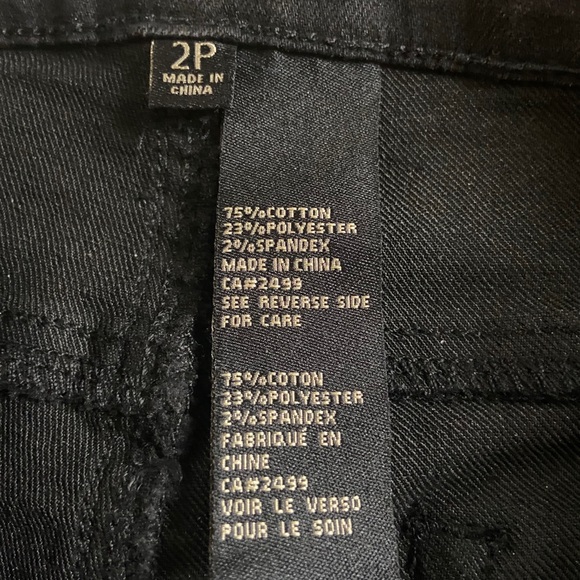 2P
MADE IN
CHINA
75%COTTON
23%POLYESTER
2%SPANDEX
MADE IN CHINA
CA#2499
SEE REVERSE SIDE
FOR CARE
75%COTON
23%POLYESTER
2%SPANDEX
FABRIQUÉ EN
CHINE
CA#2499
VOIR LE VERSO
POUR LE SOIN